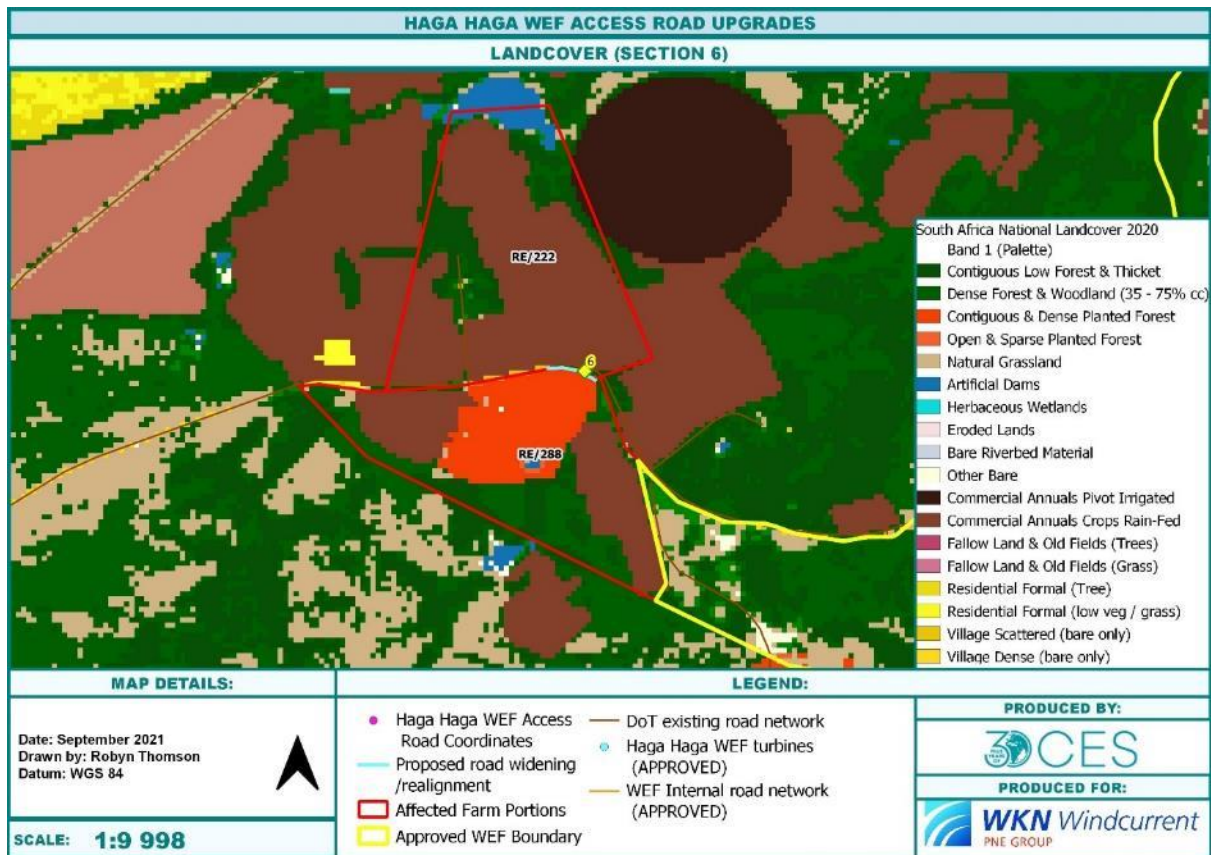 HAGA HAGA WEF ACCESS ROAD UPGRADES
LANDCOVER (SECTION 6)
RE/222
6
RE/288
South Africa National Landcover 2020
Band 1 (Palette)
Contiguous Low Forest & Thicket
Dense Forest & Woodland (35 - 75% cc)
Contiguous & Dense Planted Forest
Open & Sparse Planted Forest
Natural Grassland
Artificial Dams
Herbaceous Wetlands
Eroded Lands
Bare Riverbed Material
Other Bare
Commercial Annuals Pivot Irrigated
Commercial Annuals Crops Rain-Fed
Fallow Land & Old Fields (Trees)
Fallow Land & Old Fields (Grass)
Residential Formal (Tree)
Residential Formal (low veg / grass)
Village Scattered (bare only)
Village Dense (bare only)
MAP DETAILS:
Date: September 2021
Drawn by: Robyn Thomson
Datum: WGS 84
SCALE: 1:9 998
LEGEND:
Haga Haga WEF Access
Road Coordinates
Proposed road widening
/realignment
Affected Farm Portions
Approved WEF Boundary
DoT existing road network
Haga Haga WEF turbines
(APPROVED)
WEF Internal road network
(APPROVED)
PRODUCED BY:
30 CES
PRODUCED FOR:
WKN Windcurrent
PNE GROUP